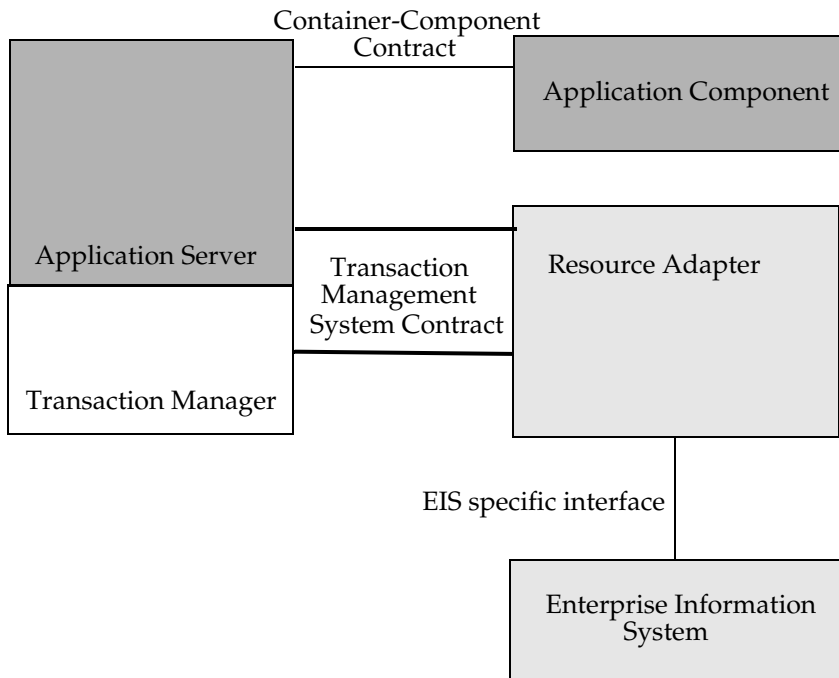 Container-Component
Contract
Application Component
Application Server
Transaction
Management
System Contract
Resource Adapter
Transaction Manager
EIS specific interface
Enterprise Information
System